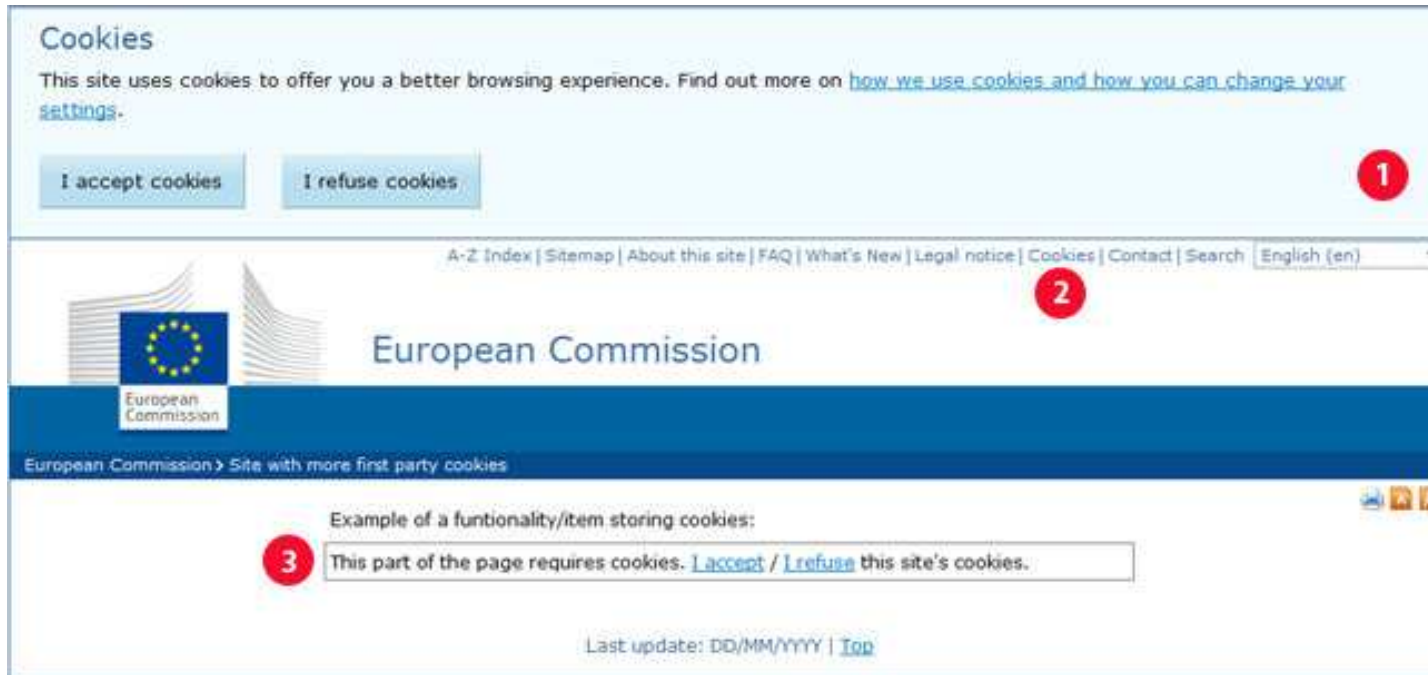 Cookies
This site uses cookies to offer you a better browsing experience. Find out more on how we use cookies and how you can change your
settings.
I accept cookies I refuse cookies
1
A-Z Index | Sitemap | About this site | FAQ | What's New | Legal notice | Cookies | Contact | Search English (en)
2
European Commission
European
Commission
European Commission > Site with more first party cookies
Example of a funtionality/item storing cookies:
3
This part of the page requires cookies. I accept / I refuse this site's cookies.
Last update: DD/MM/YYYY | Top